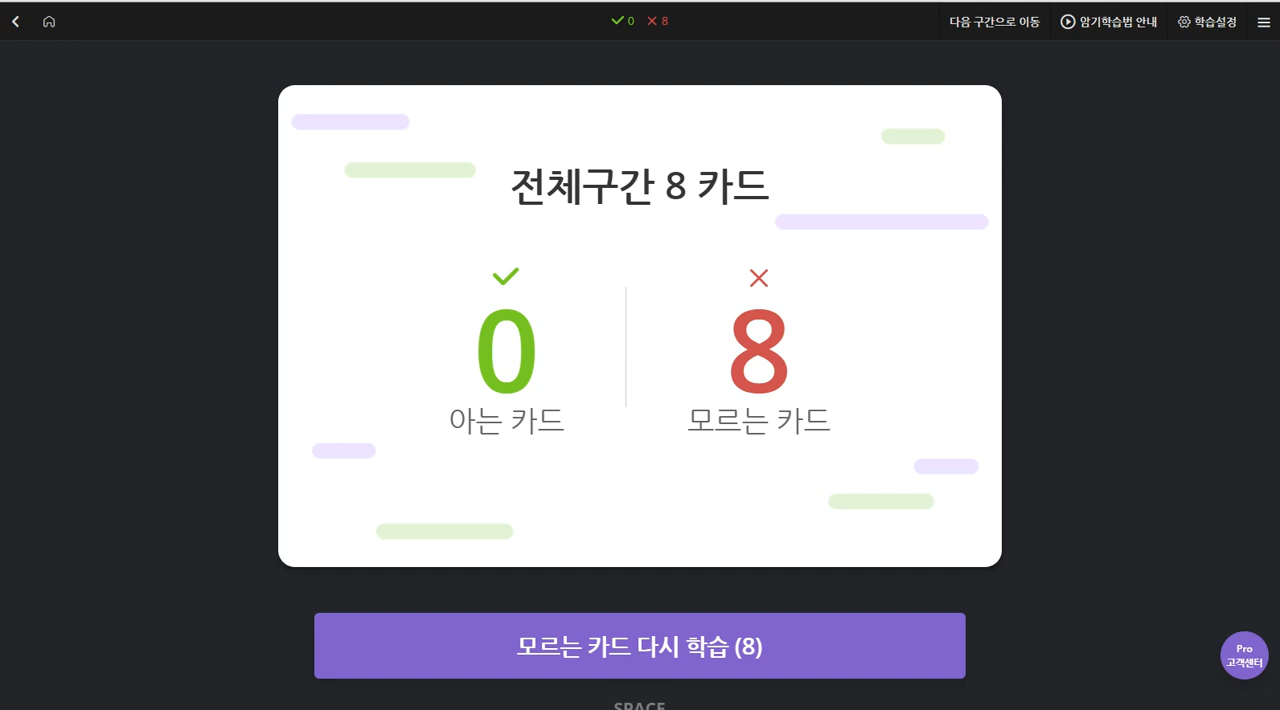 0 8 다음 구간으로 이동 암기학습법 안내 학습설정
전체구간 8 카드
0 8
아는 카드 모르는 카드
모르는 카드 다시 학습 (8)
Pro
고객센터
SPACE